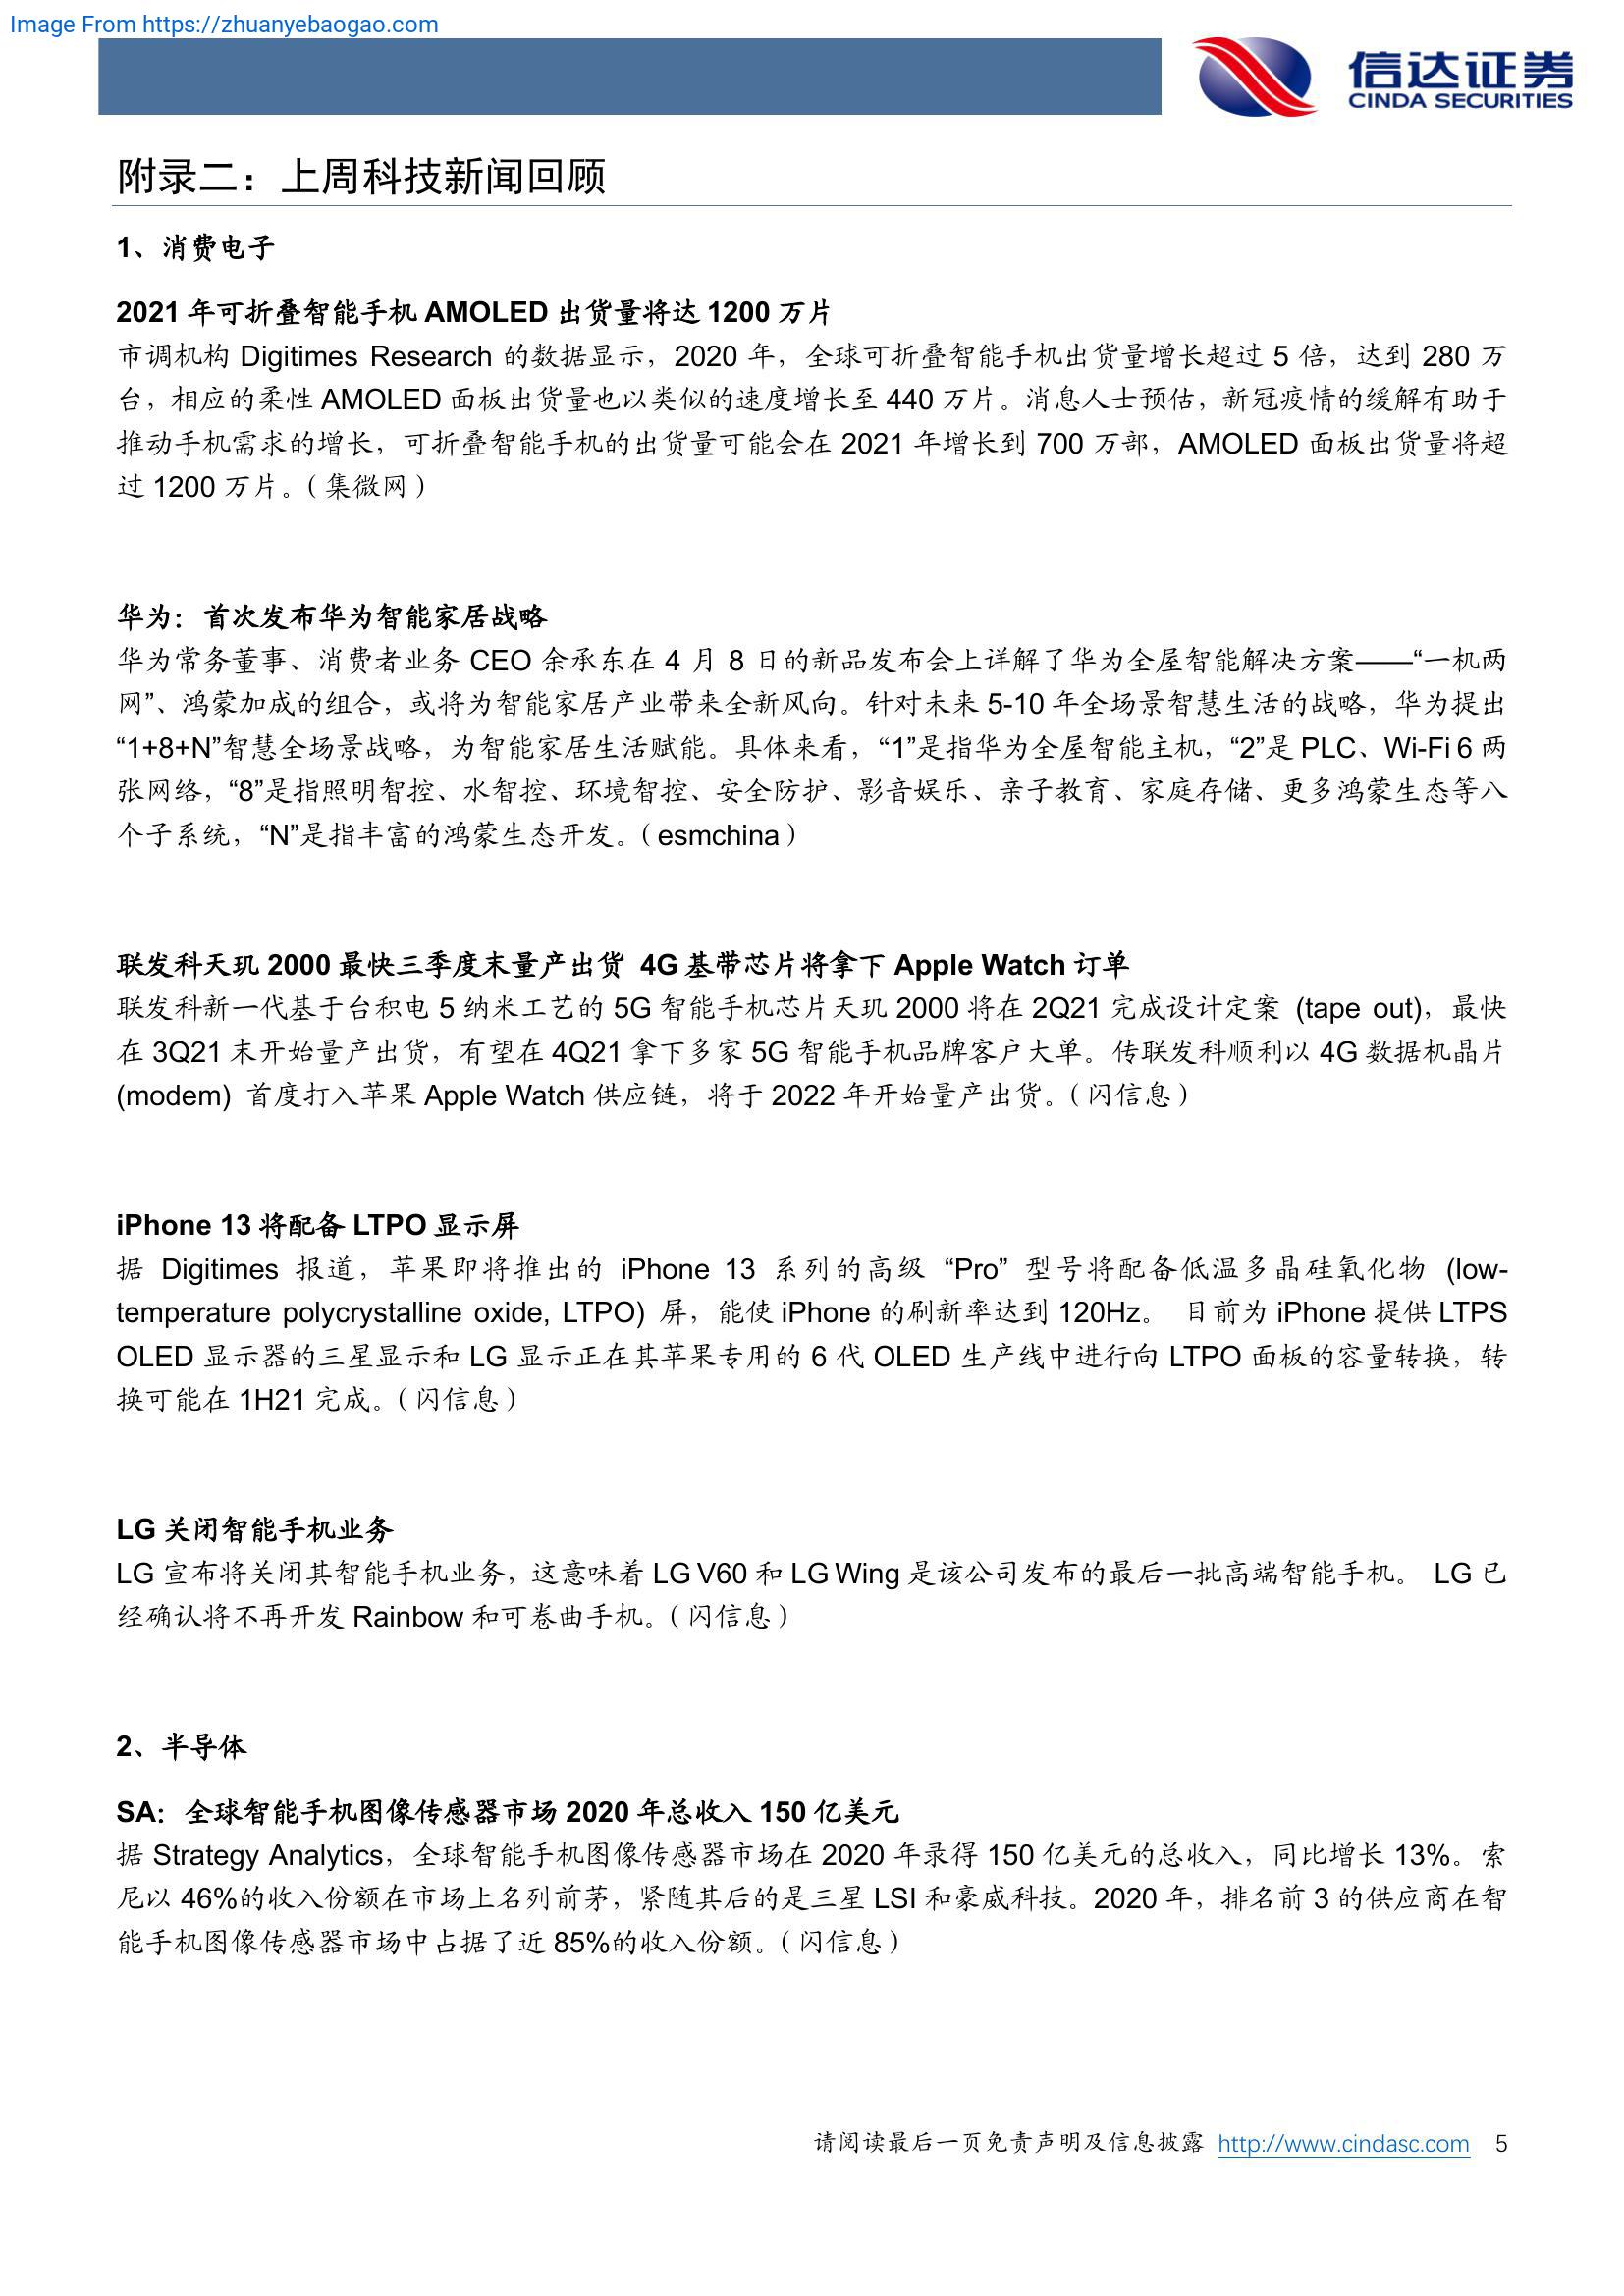 Image From https://zhuanyebaogao.com
信达证券
CINDA SECURITIES
附录二：上周科技新闻回顾
1、消费电子
2021 年可折叠智能手机 AMOLED 出货量将达 1200 万片
市调机构 Digitimes Research 的数据显示，2020 年，全球可折叠智能手机出货量增长超过 5 倍，达到 280 万
台，相应的柔性 AMOLED 面板出货量也以类似的速度增长至 440 万片。消息人士预估，新冠疫情的缓解有助于
推动手机需求的增长，可折叠智能手机的出货量可能会在 2021 年增长到 700 万部，AMOLED 面板出货量将超
过 1200 万片。（集微网）
华为：首次发布华为智能家居战略
华为常务董事、消费者业务 CEO 余承东在 4 月 8 日的新品发布会上详解了华为全屋智能解决方案——“一机两
网”、鸿蒙加成的组合，或将为智能家居产业带来全新风向。针对未来 5-10 年全场景智慧生活的战略，华为提出
“1+8+N”智慧全场景战略，为智能家居生活赋能。具体来看，“1”是指华为全屋智能主机，“2”是 PLC、Wi-Fi 6 两
张网络，“8”是指照明智控、水智控、环境智控、安全防护、影音娱乐、亲子教育、家庭存储、更多鸿蒙生态等八
个子系统，“N”是指丰富的鸿蒙生态开发。（esmchina）
联发科天玑 2000 最快三季度末量产出货 4G 基带芯片将拿下 Apple Watch 订单
联发科新一代基于台积电 5 纳米工艺的 5G 智能手机芯片天玑 2000 将在 2Q21 完成设计定案 (tape out)，最快
在 3Q21 末开始量产出货，有望在 4Q21 拿下多家 5G 智能手机品牌客户大单。传联发科顺利以 4G 数据机晶片
(modem) 首度打入苹果 Apple Watch 供应链，将于 2022 年开始量产出货。（闪信息）
iPhone 13 将配备 LTPO 显示屏
据 Digitimes 报道，苹果即将推出的 iPhone 13 系列的高级 “Pro” 型号将配备低温多晶硅氧化物 (low-
temperature polycrystalline oxide, LTPO) 屏，能使 iPhone 的刷新率达到 120Hz。 目前为 iPhone 提供 LTPS
OLED 显示器的三星显示和 LG 显示正在其苹果专用的 6 代 OLED 生产线中进行向 LTPO 面板的容量转换，转
换可能在 1H21 完成。（闪信息）
LG 关闭智能手机业务
LG 宣布将关闭其智能手机业务，这意味着 LG V60 和 LG Wing 是该公司发布的最后一批高端智能手机。 LG 已
经确认将不再开发 Rainbow 和可卷曲手机。（闪信息）
2、半导体
SA：全球智能手机图像传感器市场 2020 年总收入 150 亿美元
据 Strategy Analytics，全球智能手机图像传感器市场在 2020 年录得 150 亿美元的总收入，同比增长 13%。索
尼以 46%的收入份额在市场上名列前茅，紧随其后的是三星 LSI 和豪威科技。2020 年，排名前 3 的供应商在智
能手机图像传感器市场中占据了近 85%的收入份额。（闪信息）
请阅读最后一页免责声明及信息披露 http://www.cindasc.com 5